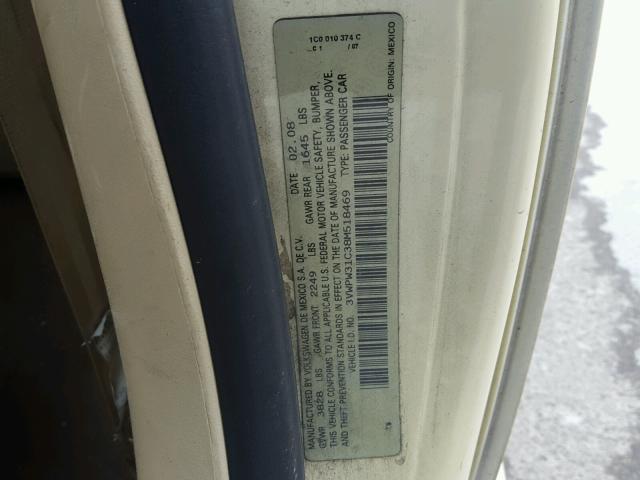 1C0 010 374 C
C 1 / 07
MANUFACTURED BY VOLKSWAGEN DE MEXICO S.A. DE C.V. DATE 02.08
GVWR 3828 LBS GAWR FRONT 2249 LBS GAWR REAR 1645 LBS
THIS VEHICLE CONFORMS TO ALL APPLICABLE U.S. FEDERAL MOTOR VEHICLE SAFETY, BUMPER,
AND THEFT PREVENTION STANDARDS IN EFFECT ON THE DATE OF MANUFACTURE SHOWN ABOVE.
VEHICLE I.D. NO. 3VWPW31C38M518469 TYPE: PASSENGER CAR
COUNTRY OF ORIGIN: MEXICO